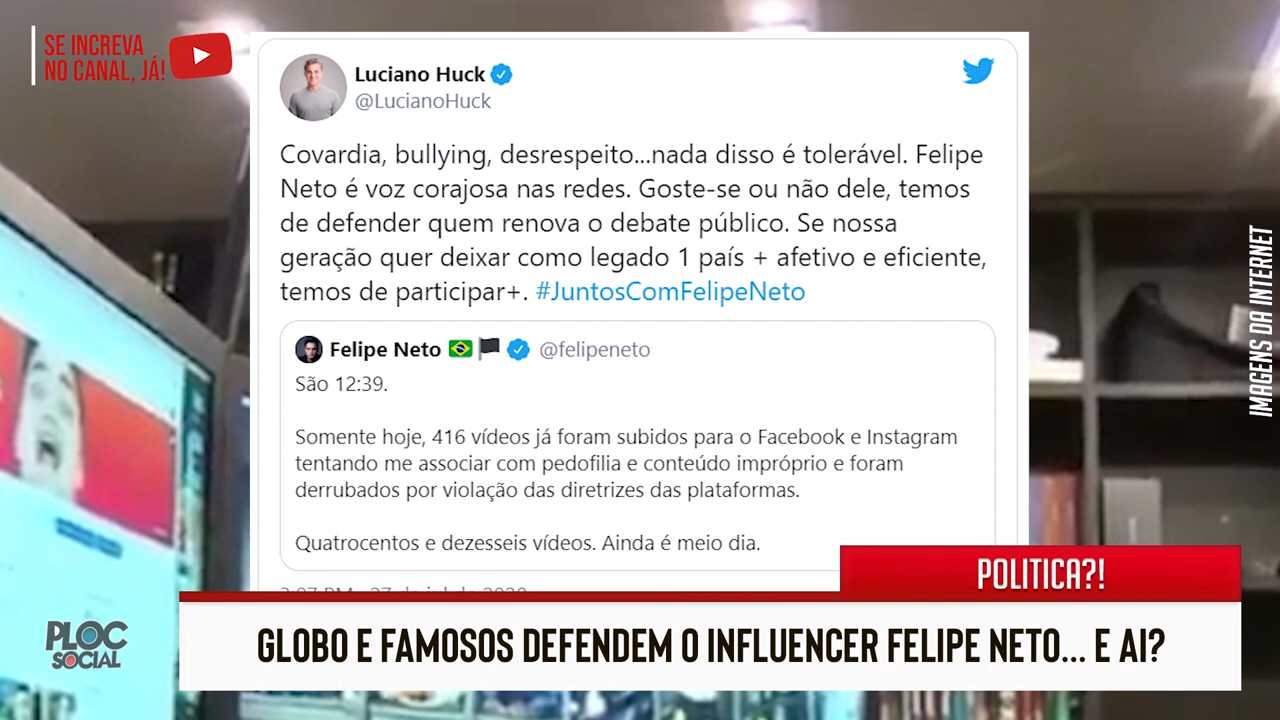 SE INCREVA
NO CANAL, JÁ!
Luciano Huck
@LucianoHuck
Covardia, bullying, desrespeito...nada disso é tolerável. Felipe
Neto é voz corajosa nas redes. Goste-se ou não dele, temos
de defender quem renova o debate público. Se nossa
geração quer deixar como legado 1 país + afetivo e eficiente,
temos de participar+. #JuntosComFelipeNeto
Felipe Neto 🇧🇷 🏴 @felipeneto
São 12:39.
Somente hoje, 416 vídeos já foram subidos para o Facebook e Instagram
tentando me associar com pedofilia e conteúdo impróprio e foram
derrubados por violação das diretrizes das plataformas.
Quatrocentos e dezesseis vídeos. Ainda é meio dia.
IMAGENS DA INTERNET
POLITICA?!
GLOBO E FAMOSOS DEFENDEM O INFLUENCER FELIPE NETO... E AI?
PLOC
SOCIAL